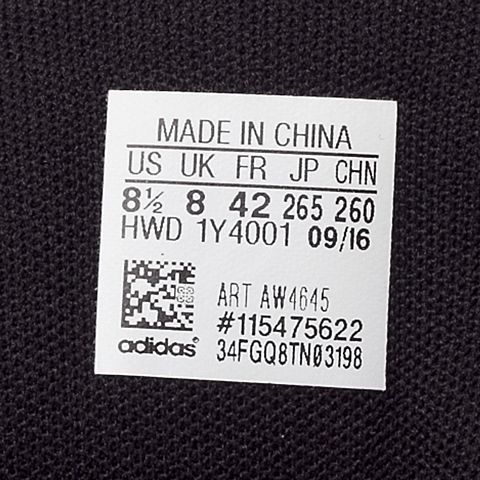 MADE IN CHINA
US UK FR JP CHN
8½ 8 42 265 260
HWD 1Y4001 09/16
ART AW4645
#115475622
adidas 34FGQ8TN03198